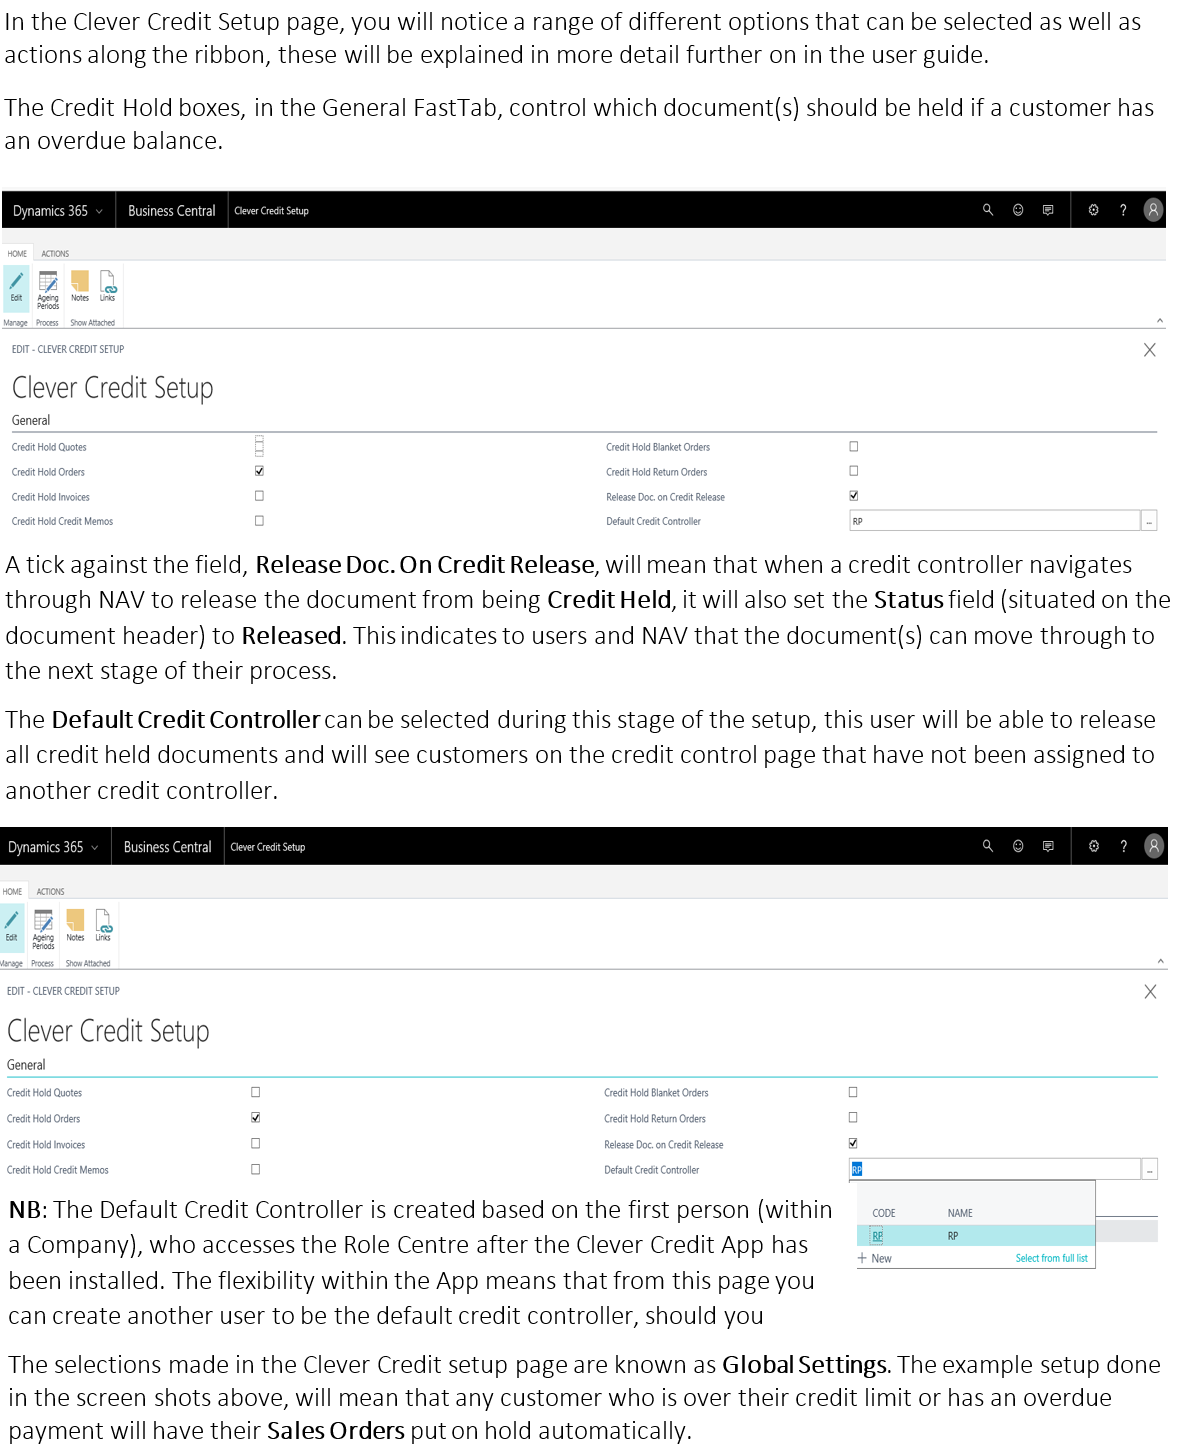 In the Clever Credit Setup page, you will notice a range of different options that can be selected as well as
actions along the ribbon, these will be explained in more detail further on in the user guide.
The Credit Hold boxes, in the General FastTab, control which document(s) should be held if a customer has
an overdue balance.
Dynamics 365 Business Central Clever Credit Setup ?
HOME ACTIONS
Edit Ageing Periods Notes Links
Manage Process Show Attached
EDIT - CLEVER CREDIT SETUP
Clever Credit Setup
General
Credit Hold Quotes Credit Hold Blanket Orders
Credit Hold Orders Credit Hold Return Orders
Credit Hold Invoices Release Doc. on Credit Release
Credit Hold Credit Memos Default Credit Controller RP ...
A tick against the field, Release Doc. On Credit Release, will mean that when a credit controller navigates
through NAV to release the document from being Credit Held, it will also set the Status field (situated on the
document header) to Released. This indicates to users and NAV that the document(s) can move through to
the next stage of their process.
The Default Credit Controller can be selected during this stage of the setup, this user will be able to release
all credit held documents and will see customers on the credit control page that have not been assigned to
another credit controller.
Dynamics 365 Business Central Clever Credit Setup ?
HOME ACTIONS
Edit Ageing Periods Notes Links
Manage Process Show Attached
EDIT - CLEVER CREDIT SETUP
Clever Credit Setup
General
Credit Hold Quotes Credit Hold Blanket Orders
Credit Hold Orders Credit Hold Return Orders
Credit Hold Invoices Release Doc. on Credit Release
Credit Hold Credit Memos Default Credit Controller RP ...
CODE NAME
RP RP
+ New Select from full list
NB: The Default Credit Controller is created based on the first person (within
a Company), who accesses the Role Centre after the Clever Credit App has
been installed. The flexibility within the App means that from this page you
can create another user to be the default credit controller, should you
The selections made in the Clever Credit setup page are known as Global Settings. The example setup done
in the screen shots above, will mean that any customer who is over their credit limit or has an overdue
payment will have their Sales Orders put on hold automatically.